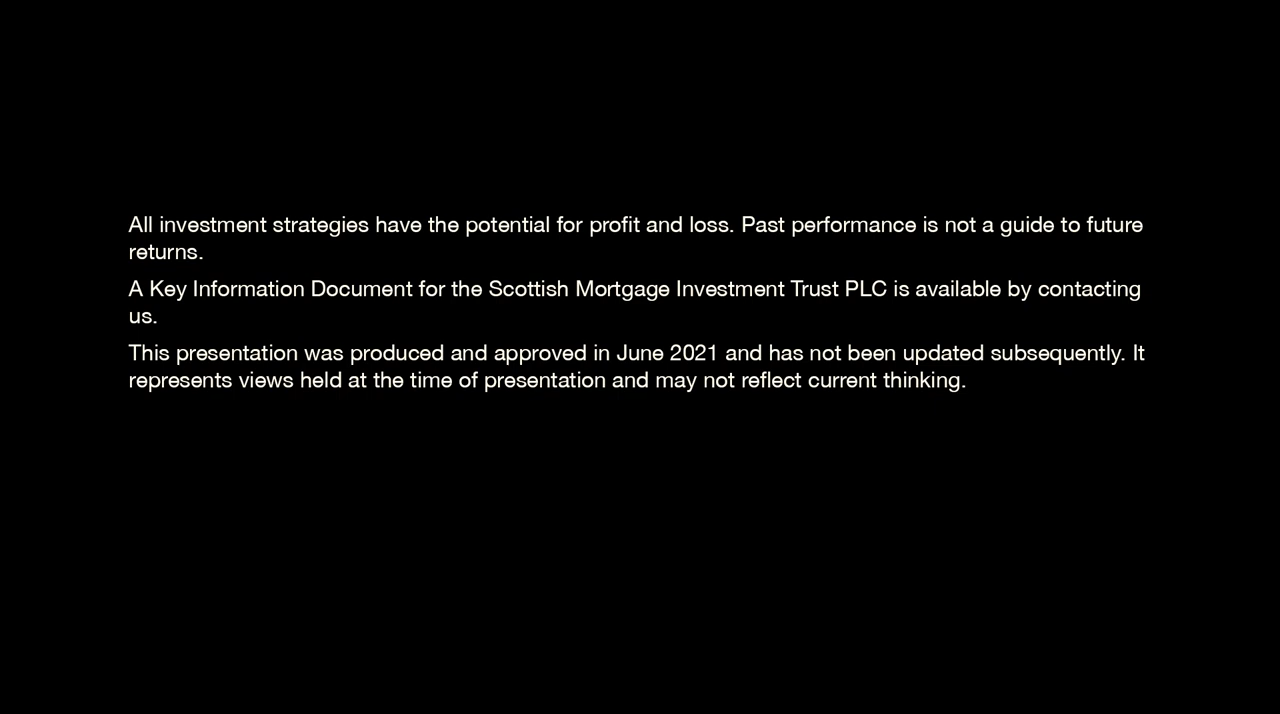 All investment strategies have the potential for profit and loss. Past performance is not a guide to future
returns.
A Key Information Document for the Scottish Mortgage Investment Trust PLC is available by contacting
us.
This presentation was produced and approved in June 2021 and has not been updated subsequently. It
represents views held at the time of presentation and may not reflect current thinking.